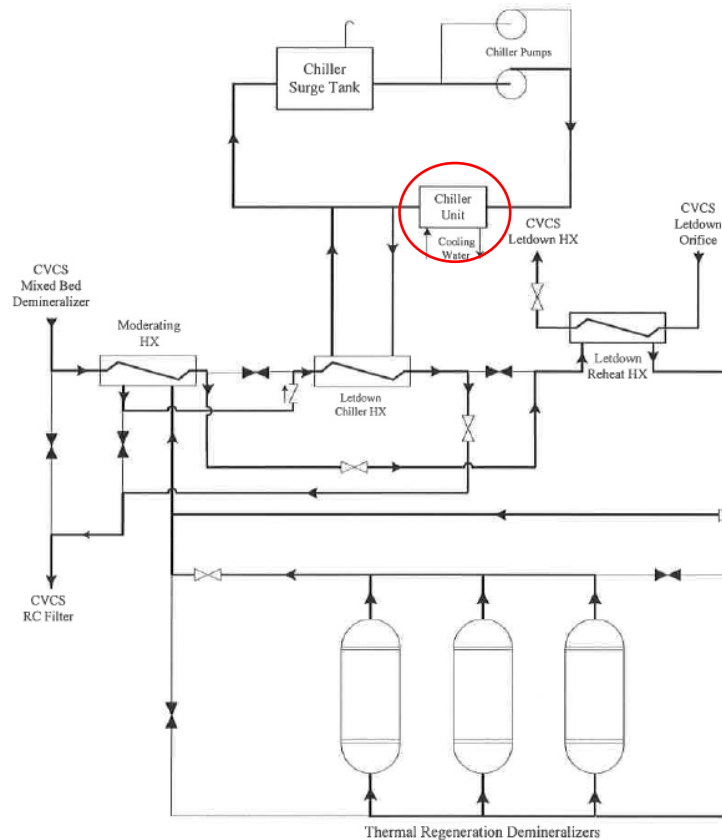 Chiller Pumps
Chiller
Surge Tank
Chiller
Unit
Cooling
Water
CVCS
Letdown HX
CVCS
Letdown
Orifice
CVCS
Mixed Bed
Demineralizer
Moderating
HX
Letdown
Chiller HX
Letdown
Reheat HX
CVCS
RC Filter
Thermal Regeneration Demineralizers